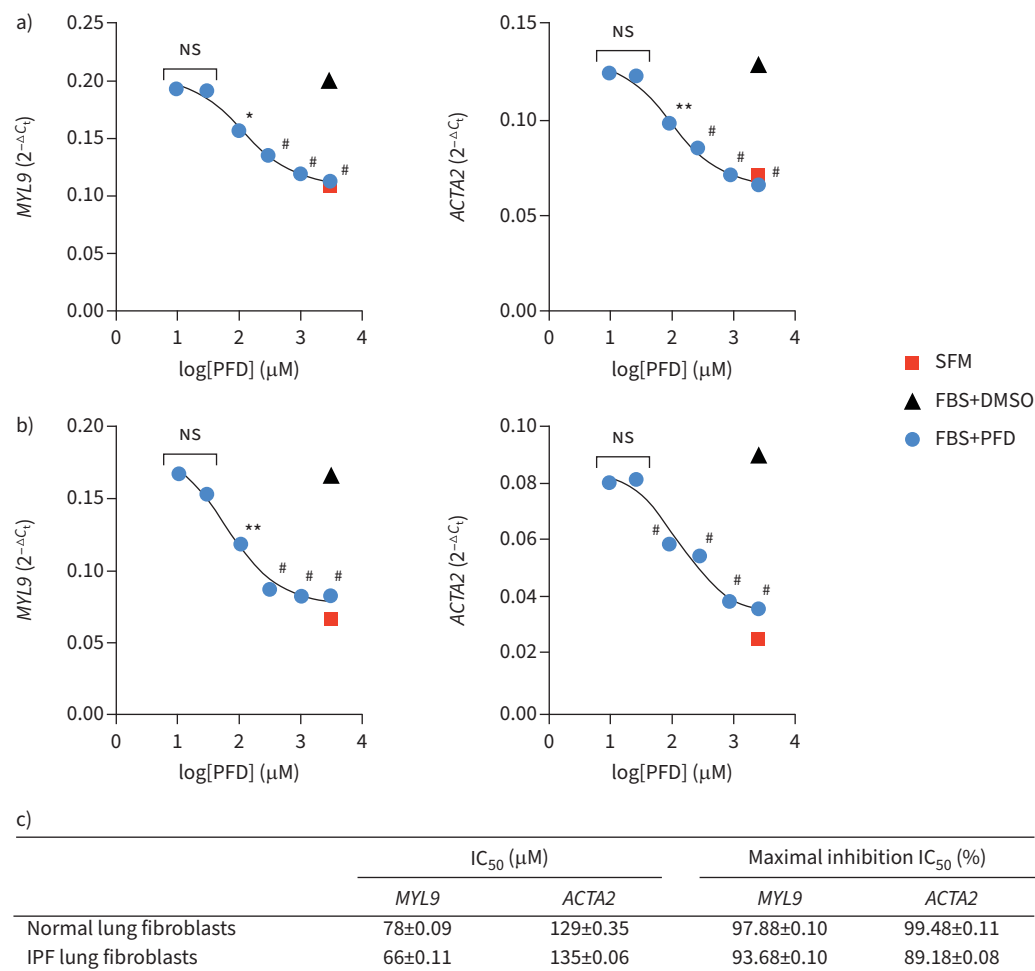 a)
0.25
0.20
0.15
0.10
0.05
0.00
MYL9 (2−ΔCt)
NS
*
#
#
#
0
1
2
3
4
log[PFD] (μM)
0.15
0.10
0.05
0.00
ACTA2 (2−ΔCt)
NS
**
#
#
#
0
1
2
3
4
log[PFD] (μM)
SFM
FBS+DMSO
FBS+PFD
b)
0.20
0.15
0.10
0.05
0.00
MYL9 (2−ΔCt)
NS
**
#
#
#
0
1
2
3
4
log[PFD] (μM)
0.10
0.08
0.06
0.04
0.02
0.00
ACTA2 (2−ΔCt)
NS
#
#
#
#
0
1
2
3
4
log[PFD] (μM)
c)
IC50 (μM) Maximal inhibition IC50 (%)
MYL9 ACTA2 MYL9 ACTA2
Normal lung fibroblasts 78±0.09 129±0.35 97.88±0.10 99.48±0.11
IPF lung fibroblasts 66±0.11 135±0.06 93.68±0.10 89.18±0.08